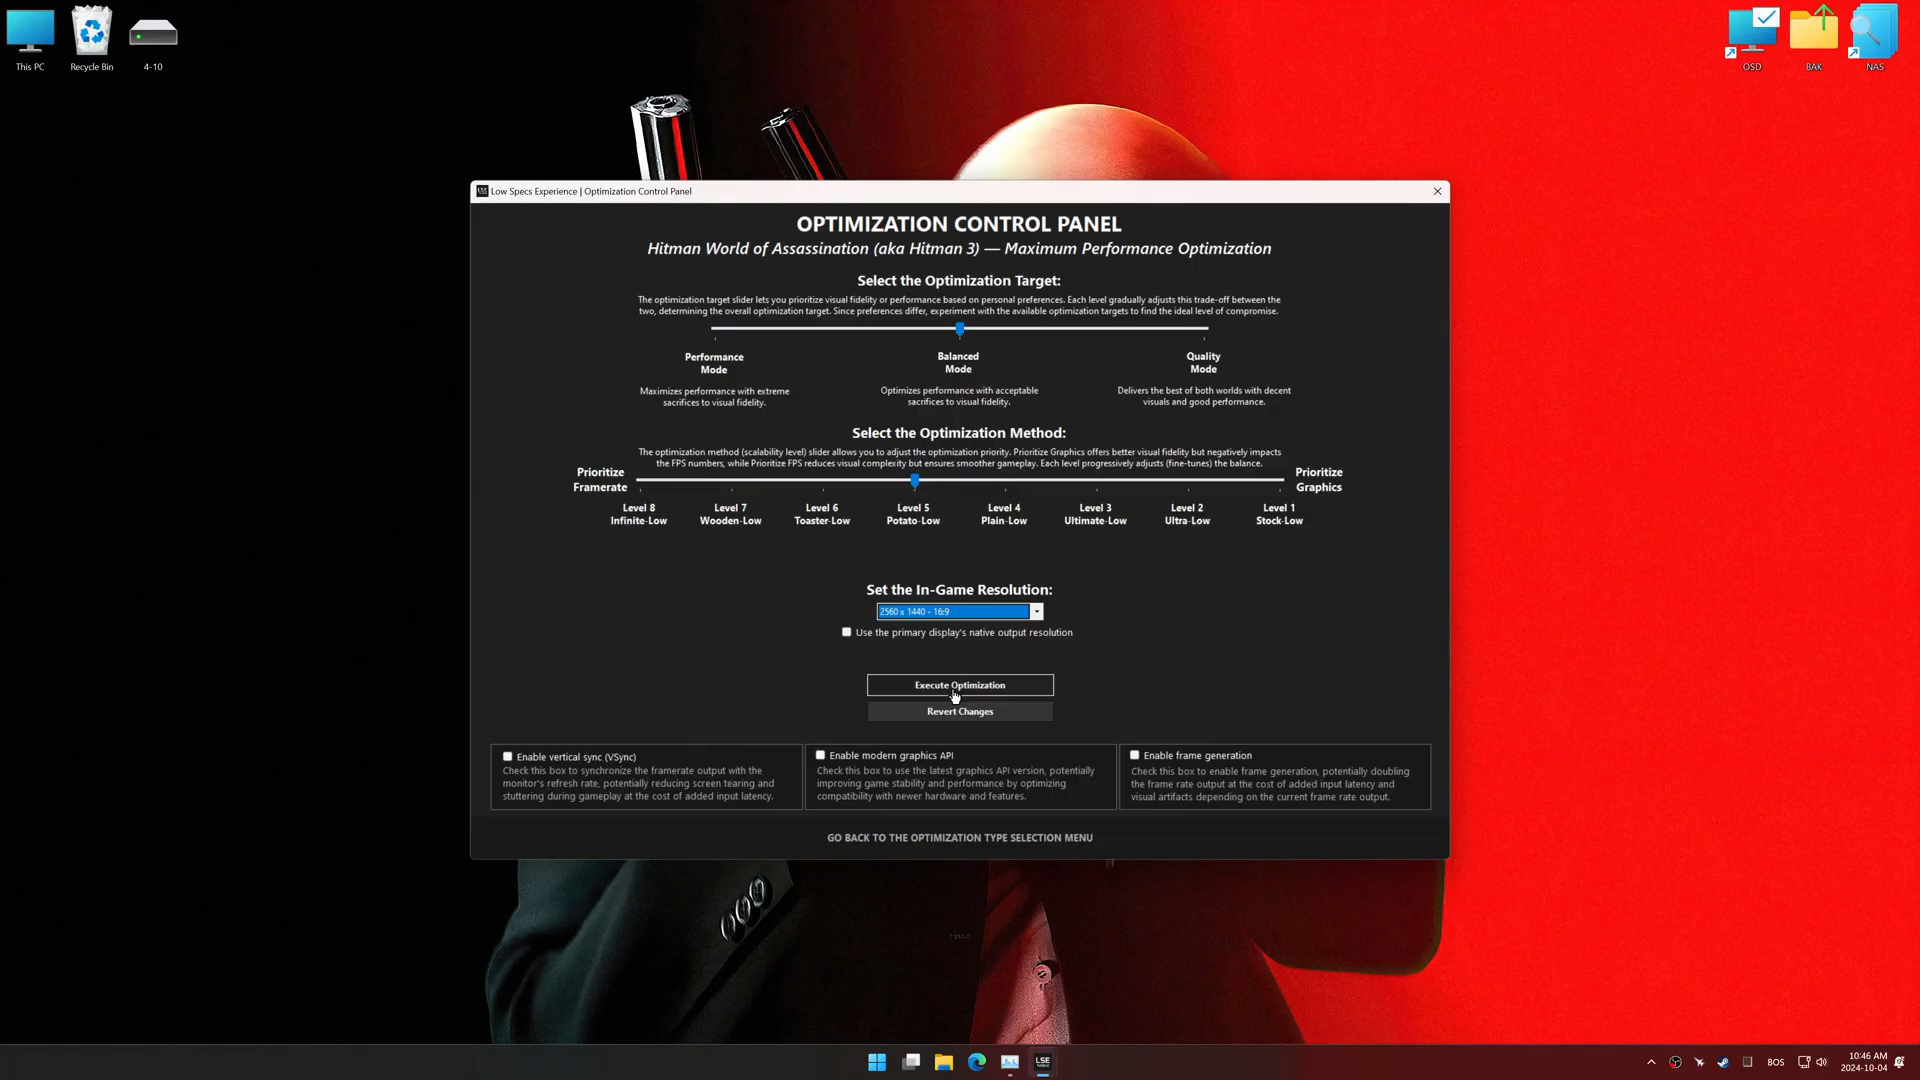 This PC
Recycle Bin
4-10
OSD
BAK
NAS
Low Specs Experience | Optimization Control Panel
OPTIMIZATION CONTROL PANEL
Hitman World of Assassination (aka Hitman 3) — Maximum Performance Optimization
Select the Optimization Target:
The optimization target slider lets you prioritize visual fidelity or performance based on personal preferences. Each level gradually adjusts this trade-off between the
two, determining the overall optimization target. Since preferences differ, experiment with the available optimization targets to find the ideal level of compromise.
Performance
Mode
Balanced
Mode
Quality
Mode
Maximizes performance with extreme
sacrifices to visual fidelity.
Optimizes performance with acceptable
sacrifices to visual fidelity.
Delivers the best of both worlds with decent
visuals and good performance.
Select the Optimization Method:
The optimization method (scalability level) slider allows you to adjust the optimization priority. Prioritize Graphics offers better visual fidelity but negatively impacts
the FPS numbers, while Prioritize FPS reduces visual complexity but ensures smoother gameplay. Each level progressively adjusts (fine-tunes) the balance.
Prioritize
Framerate
Prioritize
Graphics
Level 8
Infinite-Low
Level 7
Wooden-Low
Level 6
Toaster-Low
Level 5
Potato-Low
Level 4
Plain-Low
Level 3
Ultimate-Low
Level 2
Ultra-Low
Level 1
Stock-Low
Set the In-Game Resolution:
2560 x 1440 - 16:9
Use the primary display's native output resolution
Execute Optimization
Revert Changes
Enable vertical sync (VSync)
Check this box to synchronize the framerate output with the
monitor's refresh rate, potentially reducing screen tearing and
stuttering during gameplay at the cost of added input latency.
Enable modern graphics API
Check this box to use the latest graphics API version, potentially
improving game stability and performance by optimizing
compatibility with newer hardware and features.
Enable frame generation
Check this box to enable frame generation, potentially doubling
the frame rate output at the cost of added input latency and
visual artifacts depending on the current frame rate output.
GO BACK TO THE OPTIMIZATION TYPE SELECTION MENU
LSE
BOS
10:46 AM
2024-10-04